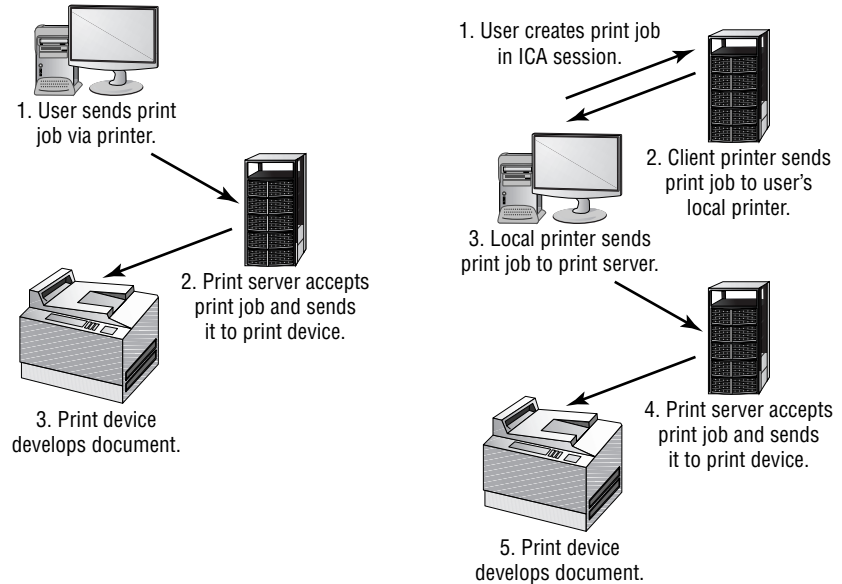 1. User sends print
job via printer.
2. Print server accepts
print job and sends
it to print device.
3. Print device
develops document.
1. User creates print job
in ICA session.
2. Client printer sends
print job to user's
local printer.
3. Local printer sends
print job to print server.
4. Print server accepts
print job and sends
it to print device.
5. Print device
develops document.